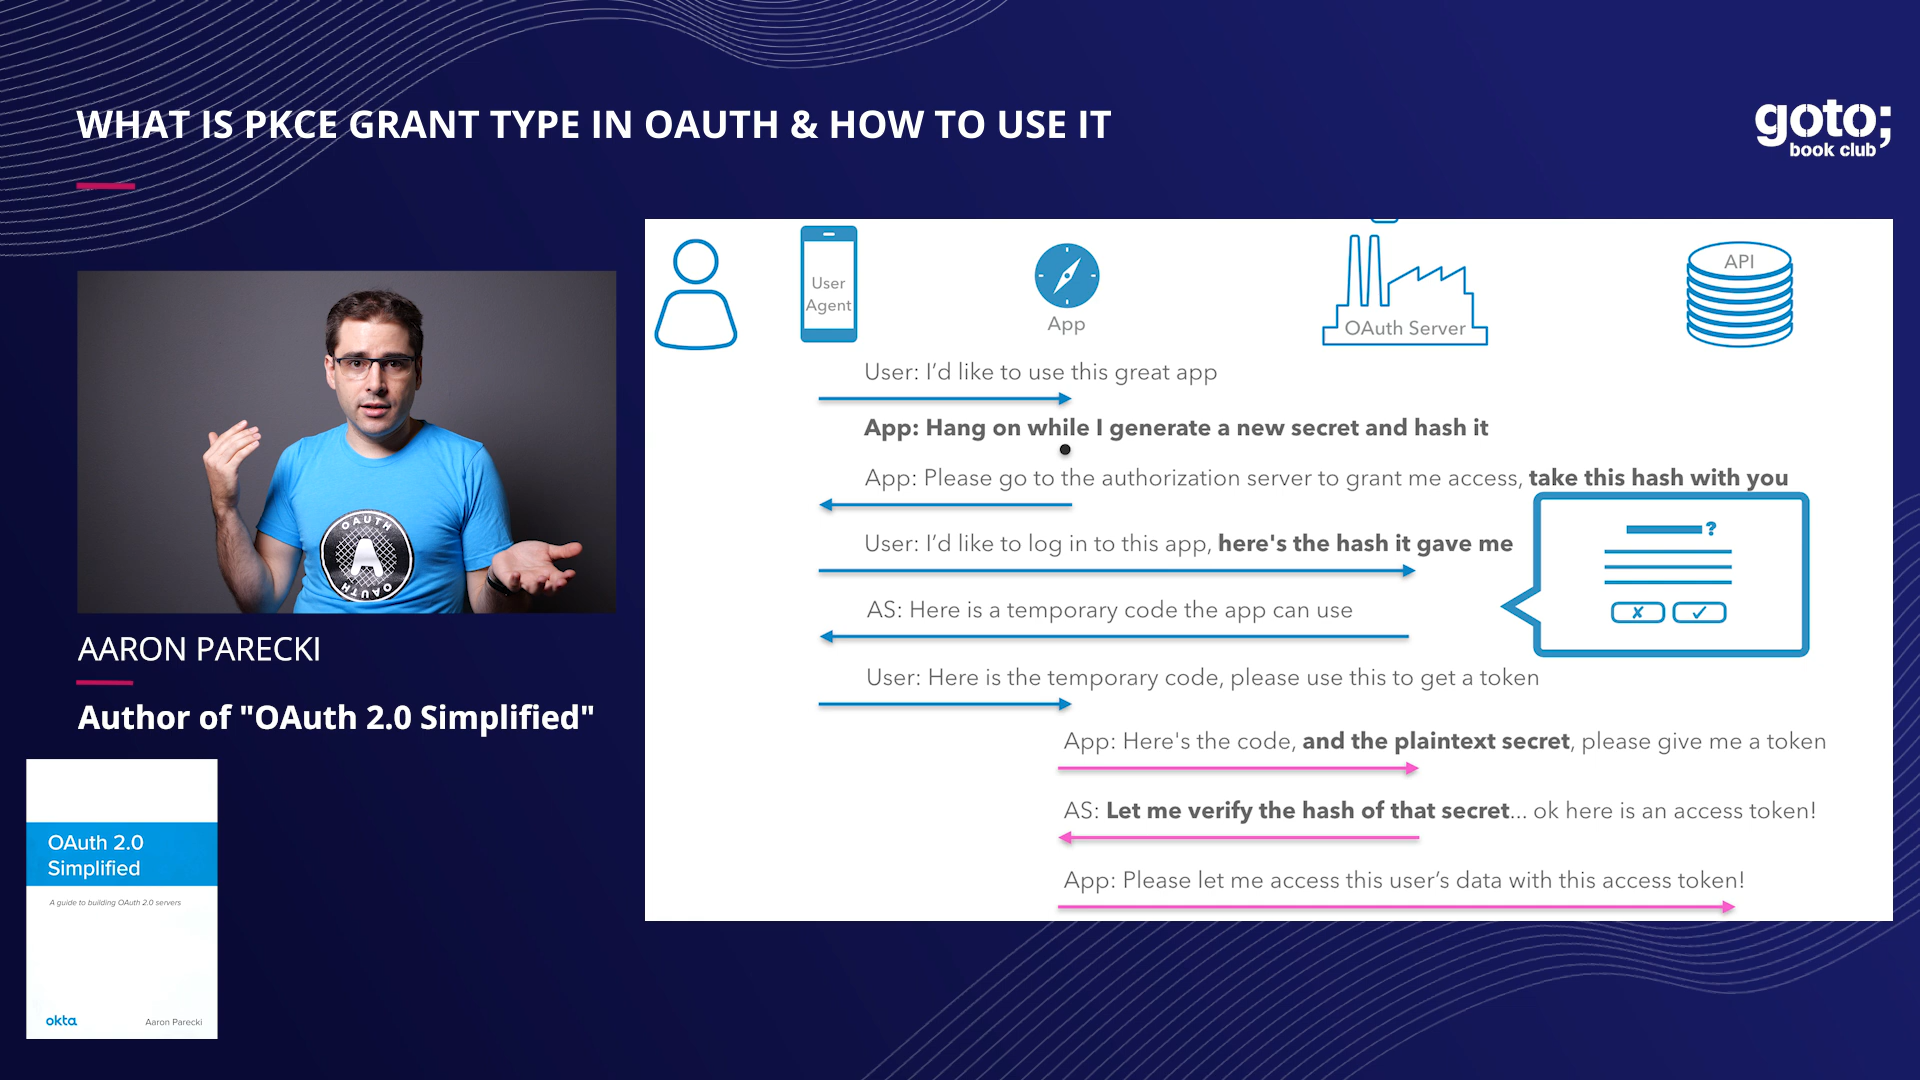 WHAT IS PKCE GRANT TYPE IN OAUTH & HOW TO USE IT
goto;
book club
User
Agent
App
OAuth Server
API
User: I’d like to use this great app
App: Hang on while I generate a new secret and hash it
App: Please go to the authorization server to grant me access, take this hash with you
?
User: I’d like to log in to this app, here's the hash it gave me
AS: Here is a temporary code the app can use
✗ ✓
User: Here is the temporary code, please use this to get a token
App: Here's the code, and the plaintext secret, please give me a token
AS: Let me verify the hash of that secret... ok here is an access token!
App: Please let me access this user’s data with this access token!
OAUTH
A
OAUTH
AARON PARECKI
Author of "OAuth 2.0 Simplified"
OAuth 2.0
Simplified
A guide to building OAuth 2.0 servers
okta
Aaron Parecki